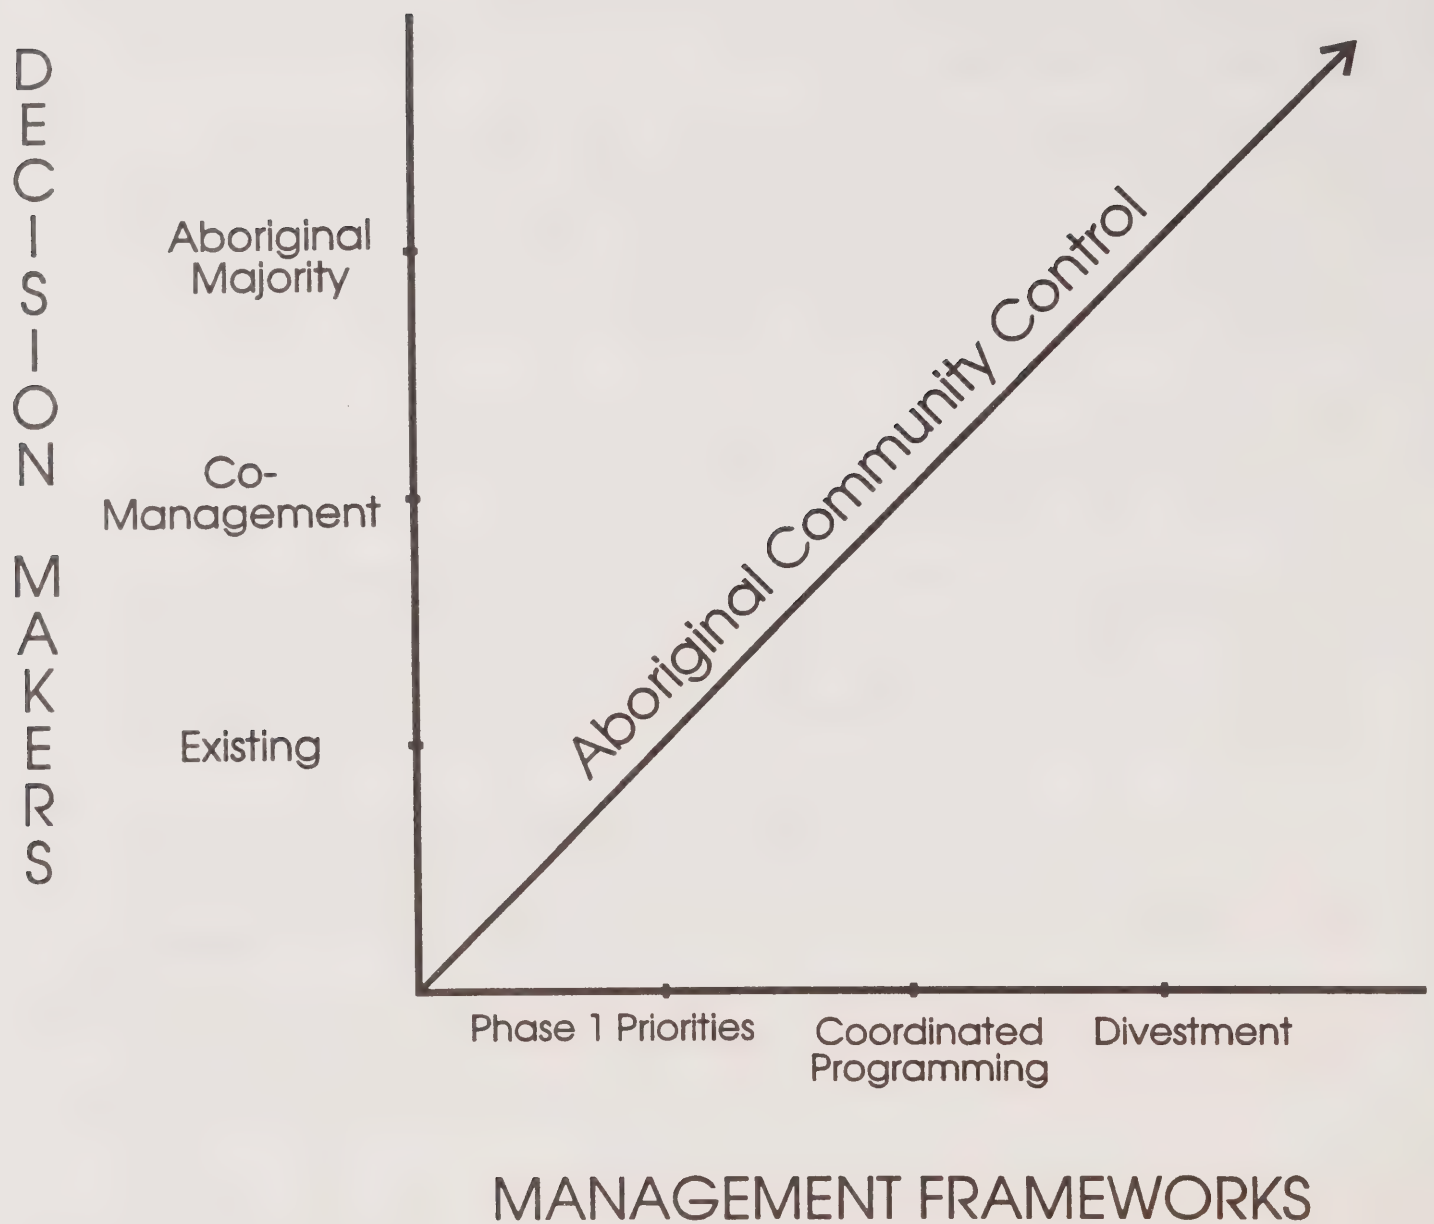 DECISION MAKERS
Aboriginal
Majority
Co-
Management
Existing
Aboriginal Community Control
Phase 1 Priorities
Coordinated
Programming
Divestment
MANAGEMENT FRAMEWORKS